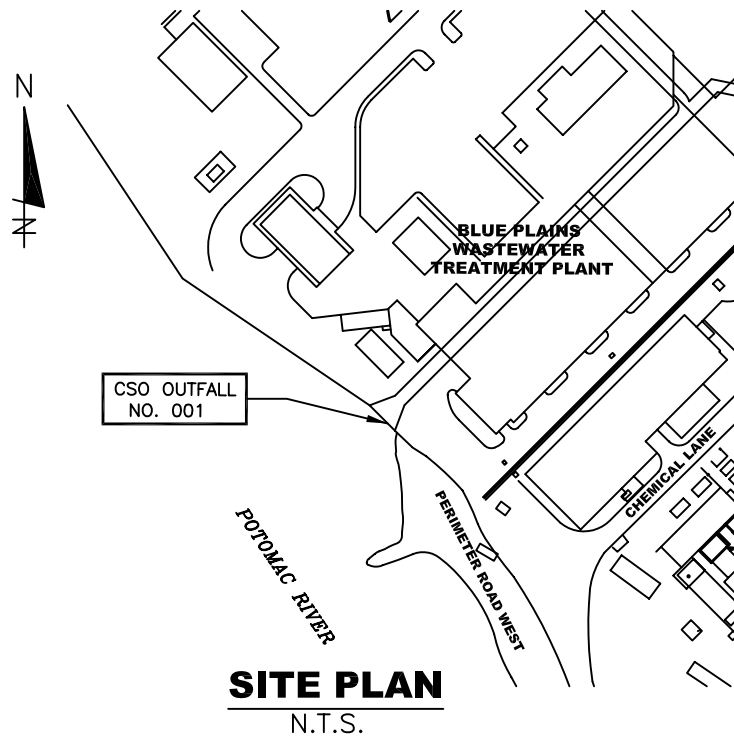 N
N
BLUE PLAINS
WASTEWATER
TREATMENT PLANT
CSO OUTFALL
NO. 001
CHEMICAL LANE
PERIMETER ROAD WEST
POTOMAC RIVER
SITE PLAN
N.T.S.